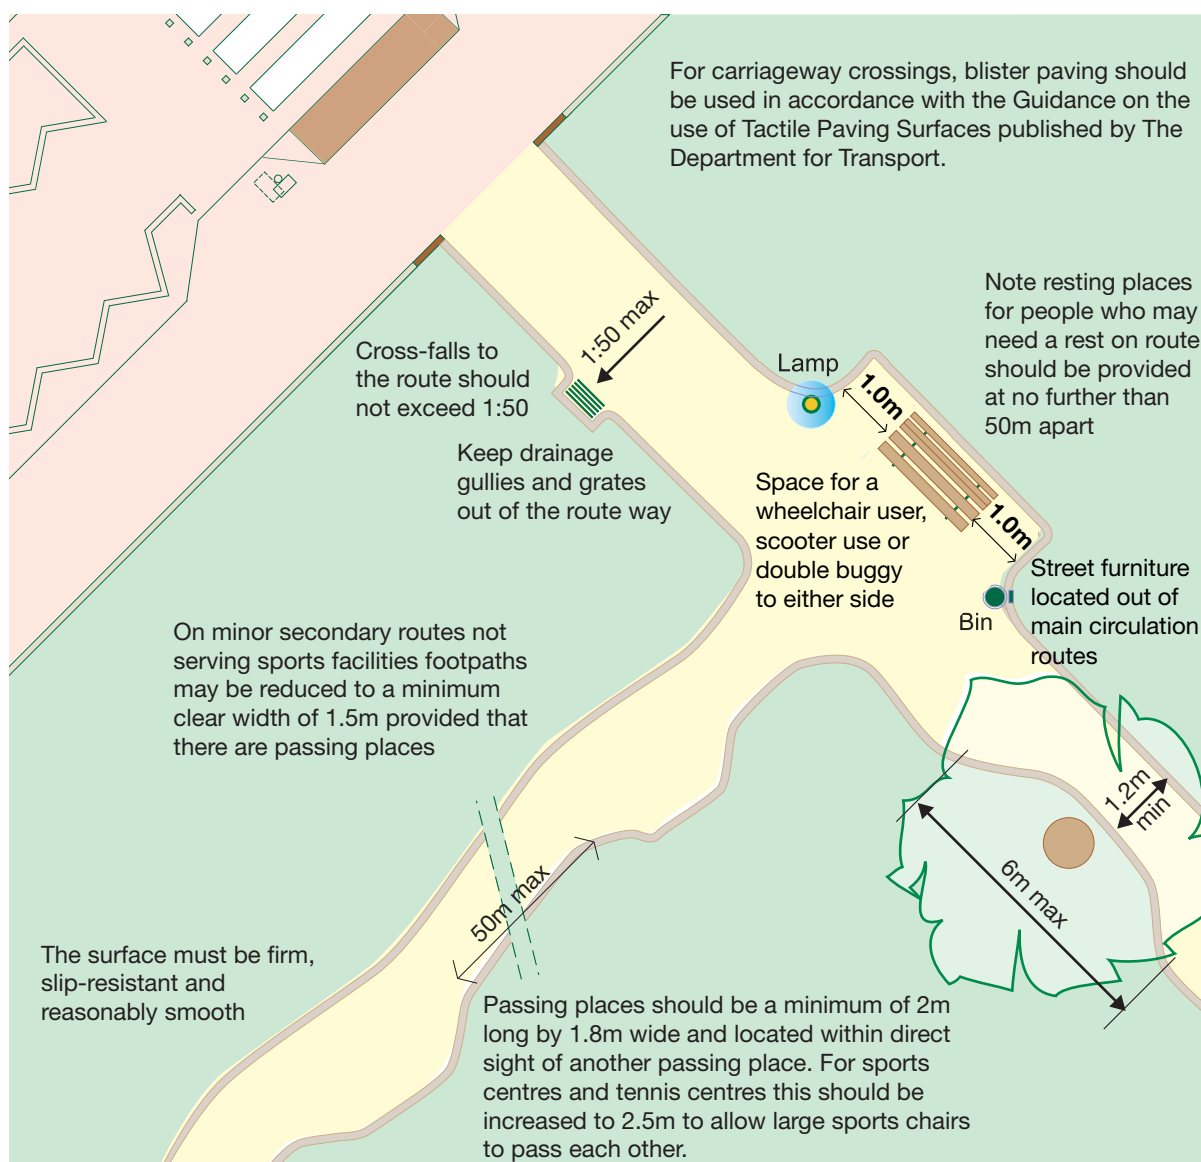 For carriageway crossings, blister paving should
be used in accordance with the Guidance on the
use of Tactile Paving Surfaces published by The
Department for Transport.
Note resting places
for people who may
need a rest on route
should be provided
at no further than
50m apart
1:50 max
Cross-falls to
the route should
not exceed 1:50
Lamp
1.0m
Keep drainage
gullies and grates
out of the route way
Space for a
wheelchair user,
scooter use or
double buggy
to either side
1.0m
Street furniture
located out of
main circulation
routes
Bin
On minor secondary routes not
serving sports facilities footpaths
may be reduced to a minimum
clear width of 1.5m provided that
there are passing places
1.2m
min
6m max
50m max
The surface must be firm,
slip-resistant and
reasonably smooth
Passing places should be a minimum of 2m
long by 1.8m wide and located within direct
sight of another passing place. For sports
centres and tennis centres this should be
increased to 2.5m to allow large sports chairs
to pass each other.